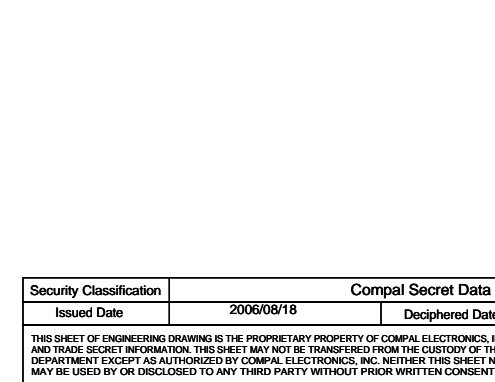 Security Classification Compal Secret Data
Issued Date 2006/08/18 Deciphered Date
THIS SHEET OF ENGINEERING DRAWING IS THE PROPRIETARY PROPERTY OF COMPAL ELECTRONICS,
AND TRADE SECRET INFORMATION. THIS SHEET MAY NOT BE TRANSFERED FROM THE CUSTODY OF
DEPARTMENT EXCEPT AS AUTHORIZED BY COMPAL ELECTRONICS, INC. NEITHER THIS SHEET
MAY BE USED BY OR DISCLOSED TO ANY THIRD PARTY WITHOUT PRIOR WRITTEN CONSENT